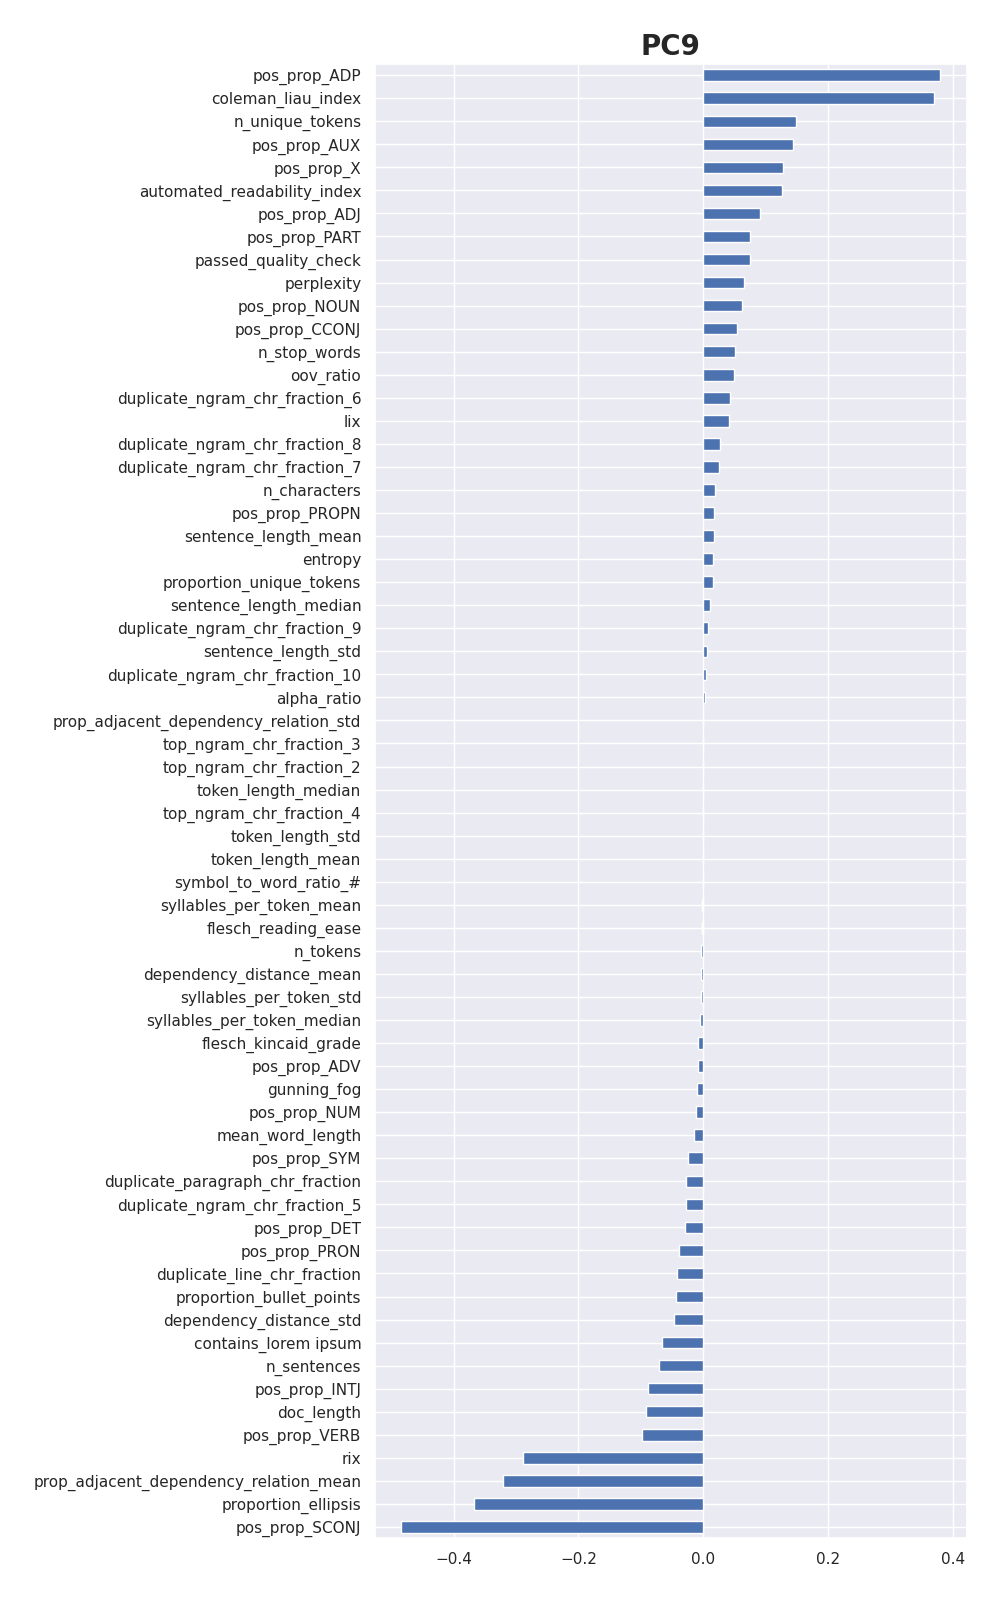 PC9
pos_prop_ADP
coleman_liau_index
n_unique_tokens
pos_prop_AUX
pos_prop_X
automated_readability_index
pos_prop_ADJ
pos_prop_PART
passed_quality_check
perplexity
pos_prop_NOUN
pos_prop_CCONJ
n_stop_words
oov_ratio
duplicate_ngram_chr_fraction_6
lix
duplicate_ngram_chr_fraction_8
duplicate_ngram_chr_fraction_7
n_characters
pos_prop_PROPN
sentence_length_mean
entropy
proportion_unique_tokens
sentence_length_median
duplicate_ngram_chr_fraction_9
sentence_length_std
duplicate_ngram_chr_fraction_10
alpha_ratio
prop_adjacent_dependency_relation_std
top_ngram_chr_fraction_3
top_ngram_chr_fraction_2
token_length_median
top_ngram_chr_fraction_4
token_length_std
token_length_mean
symbol_to_word_ratio_#
syllables_per_token_mean
flesch_reading_ease
n_tokens
dependency_distance_mean
syllables_per_token_std
syllables_per_token_median
flesch_kincaid_grade
pos_prop_ADV
gunning_fog
pos_prop_NUM
mean_word_length
pos_prop_SYM
duplicate_paragraph_chr_fraction
duplicate_ngram_chr_fraction_5
pos_prop_DET
pos_prop_PRON
duplicate_line_chr_fraction
proportion_bullet_points
dependency_distance_std
contains_lorem ipsum
n_sentences
pos_prop_INTJ
doc_length
pos_prop_VERB
rix
prop_adjacent_dependency_relation_mean
proportion_ellipsis
pos_prop_SCONJ
−0.4 −0.2 0.0 0.2 0.4